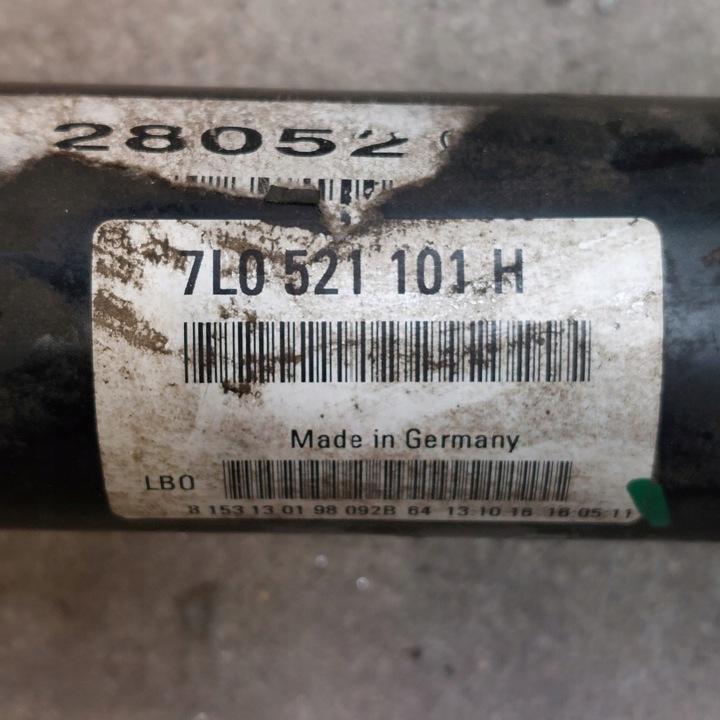 28052
7L0 521 101 H
Made in Germany
LBO
8 153 13 01 98 092B 64 13.10.16 16:05:11